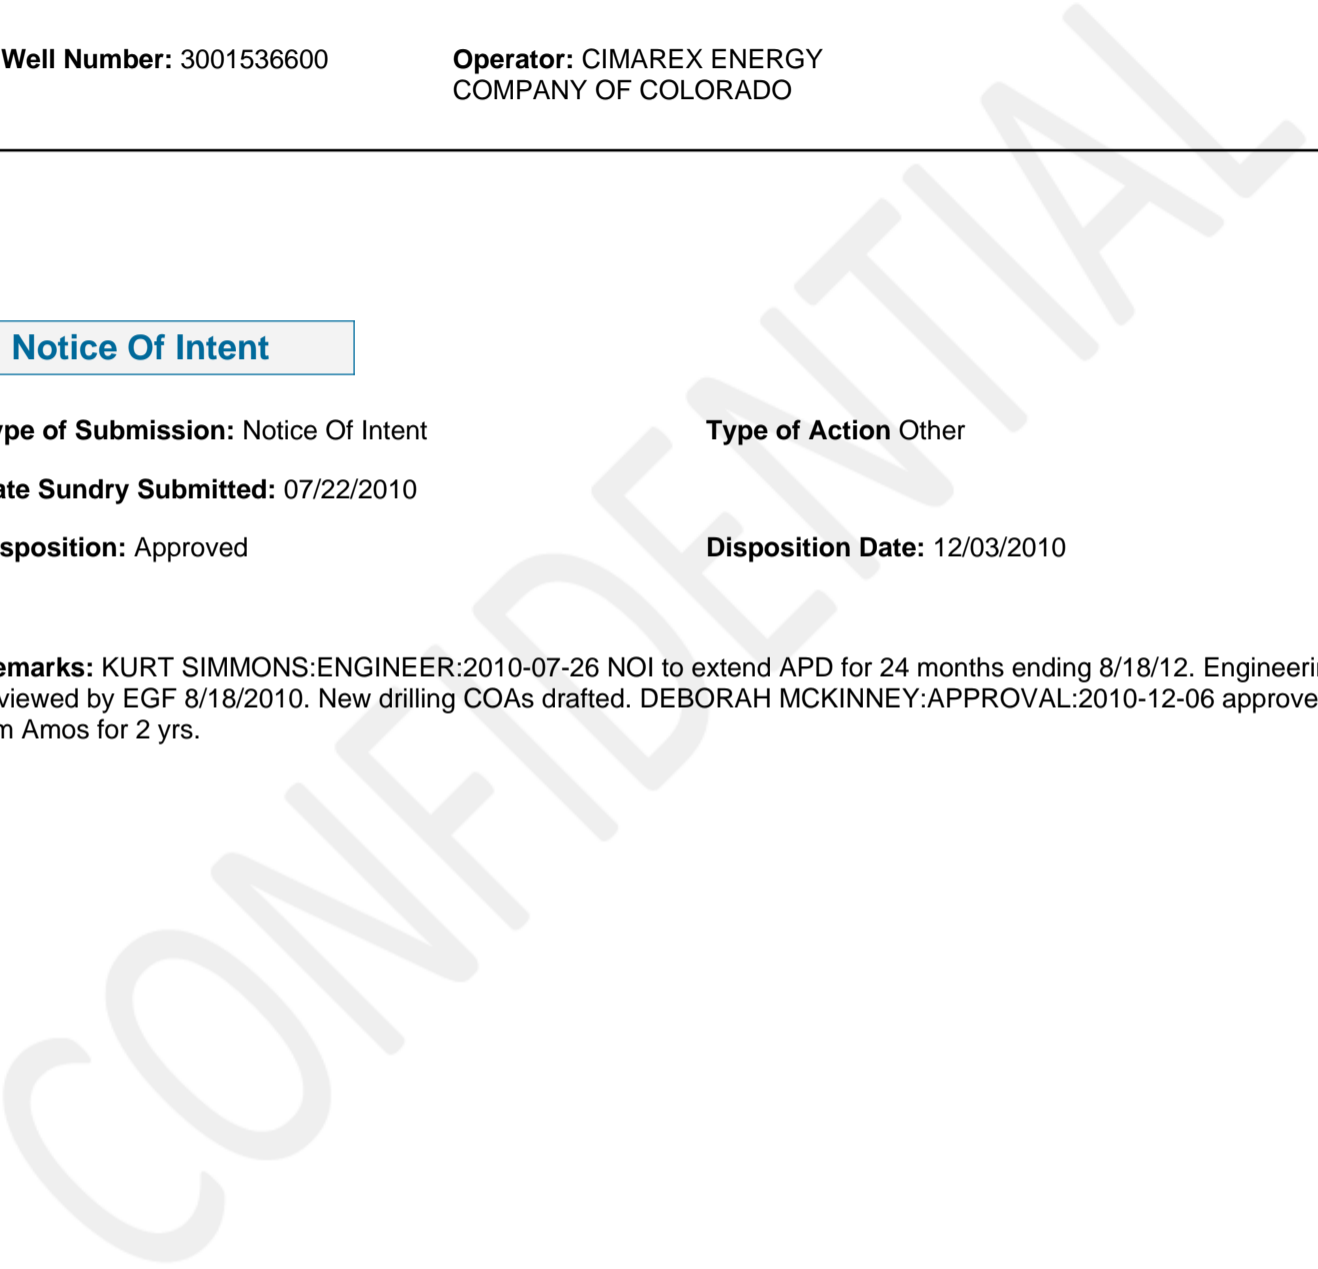 Well Number: 3001536600
Operator: CIMAREX ENERGY
COMPANY OF COLORADO
Notice Of Intent
ype of Submission: Notice Of Intent
Type of Action Other
ate Sundry Submitted: 07/22/2010
sposition: Approved
Disposition Date: 12/03/2010
emarks: KURT SIMMONS:ENGINEER:2010-07-26 NOI to extend APD for 24 months ending 8/18/12. Engineeri
viewed by EGF 8/18/2010. New drilling COAs drafted. DEBORAH MCKINNEY:APPROVAL:2010-12-06 approve
m Amos for 2 yrs.
CONFIDENTIAL